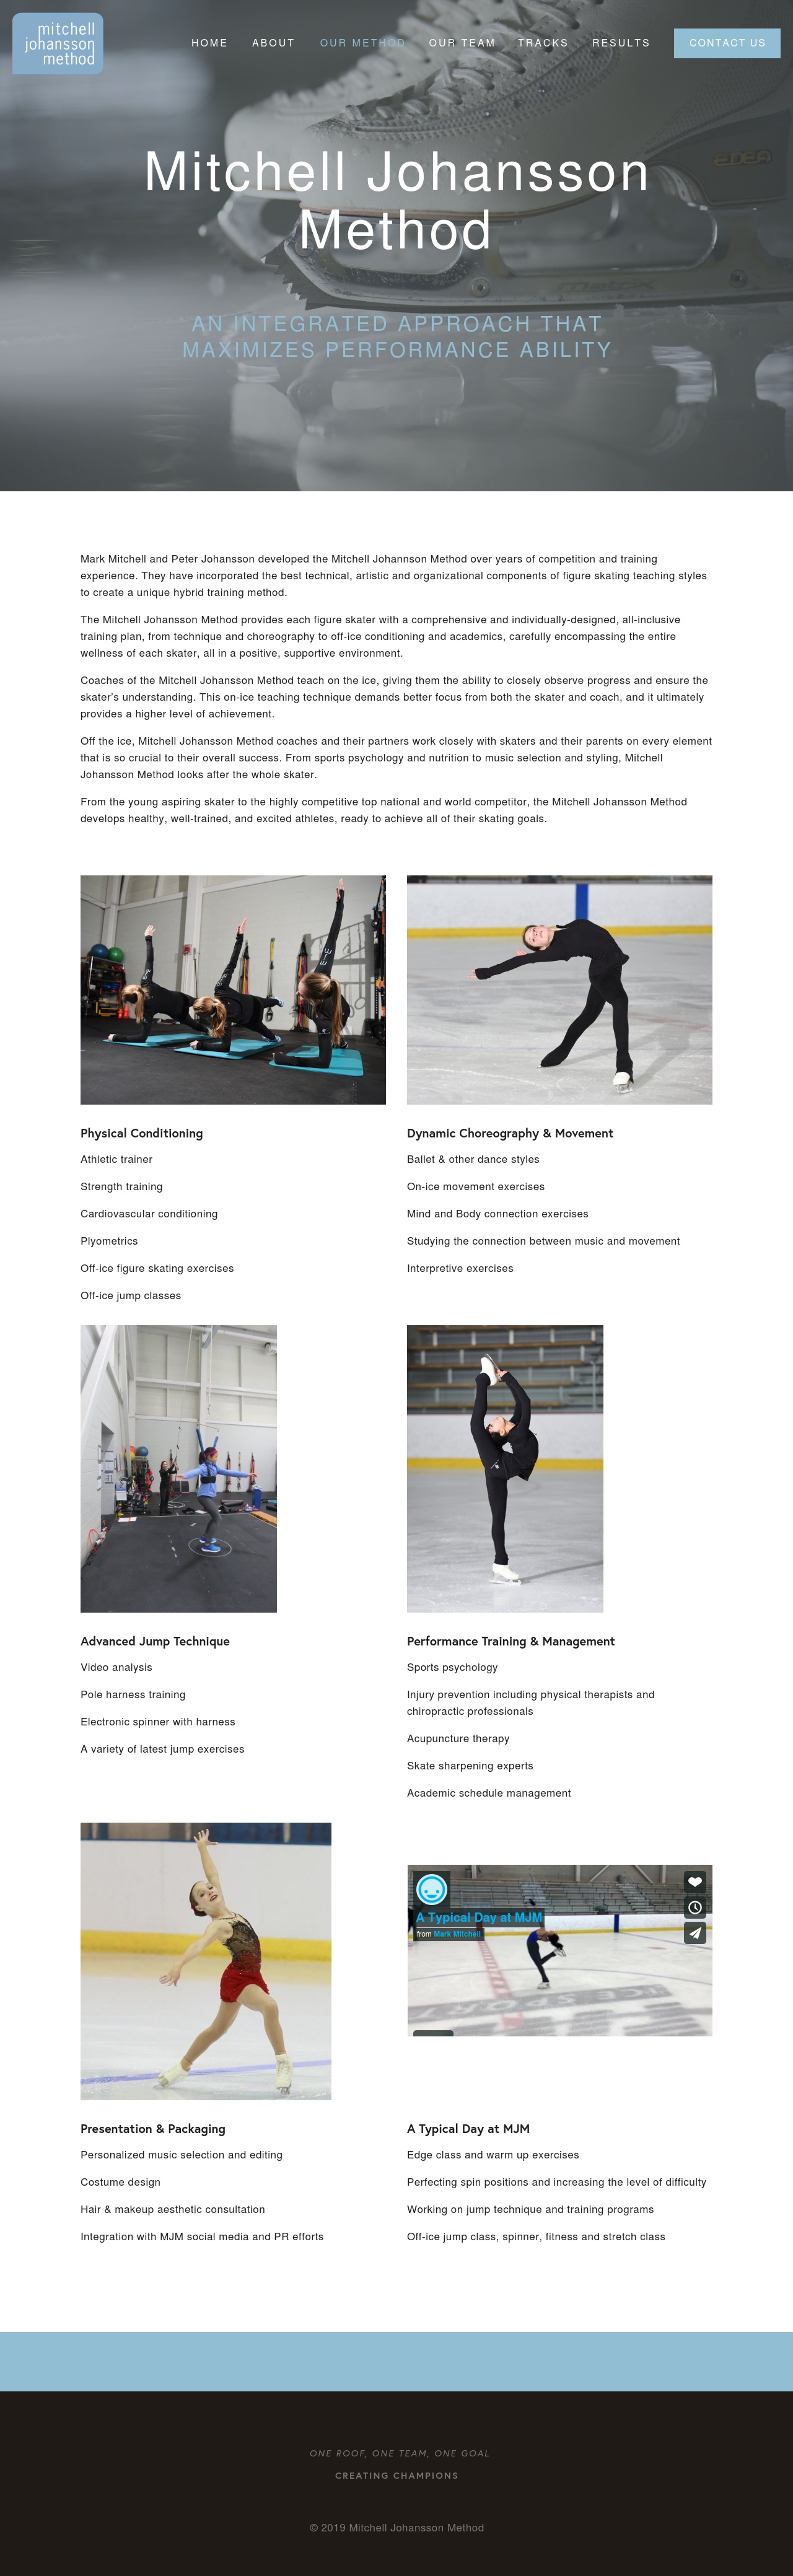 mitchell
johansson
method
HOME ABOUT OUR METHOD OUR TEAM TRACKS RESULTS CONTACT US
EDEA
Mitchell Johansson
Method
AN INTEGRATED APPROACH THAT
MAXIMIZES PERFORMANCE ABILITY
Mark Mitchell and Peter Johansson developed the Mitchell Johannson Method over years of competition and training
experience. They have incorporated the best technical, artistic and organizational components of figure skating teaching styles
to create a unique hybrid training method.
The Mitchell Johansson Method provides each figure skater with a comprehensive and individually-designed, all-inclusive
training plan, from technique and choreography to off-ice conditioning and academics, carefully encompassing the entire
wellness of each skater, all in a positive, supportive environment.
Coaches of the Mitchell Johansson Method teach on the ice, giving them the ability to closely observe progress and ensure the
skater's understanding. This on-ice teaching technique demands better focus from both the skater and coach, and it ultimately
provides a higher level of achievement.
Off the ice, Mitchell Johansson Method coaches and their partners work closely with skaters and their parents on every element
that is so crucial to their overall success. From sports psychology and nutrition to music selection and styling, Mitchell
Johansson Method looks after the whole skater.
From the young aspiring skater to the highly competitive top national and world competitor, the Mitchell Johansson Method
develops healthy, well-trained, and excited athletes, ready to achieve all of their skating goals.
Physical Conditioning
Athletic trainer
Strength training
Cardiovascular conditioning
Plyometrics
Off-ice figure skating exercises
Off-ice jump classes
Dynamic Choreography & Movement
Ballet & other dance styles
On-ice movement exercises
Mind and Body connection exercises
Studying the connection between music and movement
Interpretive exercises
Advanced Jump Technique
Video analysis
Pole harness training
Electronic spinner with harness
A variety of latest jump exercises
Performance Training & Management
Sports psychology
Injury prevention including physical therapists and
chiropractic professionals
Acupuncture therapy
Skate sharpening experts
Academic schedule management
A Typical Day at MJM
from Mark Mitchell
Presentation & Packaging
Personalized music selection and editing
Costume design
Hair & makeup aesthetic consultation
Integration with MJM social media and PR efforts
A Typical Day at MJM
Edge class and warm up exercises
Perfecting spin positions and increasing the level of difficulty
Working on jump technique and training programs
Off-ice jump class, spinner, fitness and stretch class
ONE ROOF, ONE TEAM, ONE GOAL
CREATING CHAMPIONS
© 2019 Mitchell Johansson Method